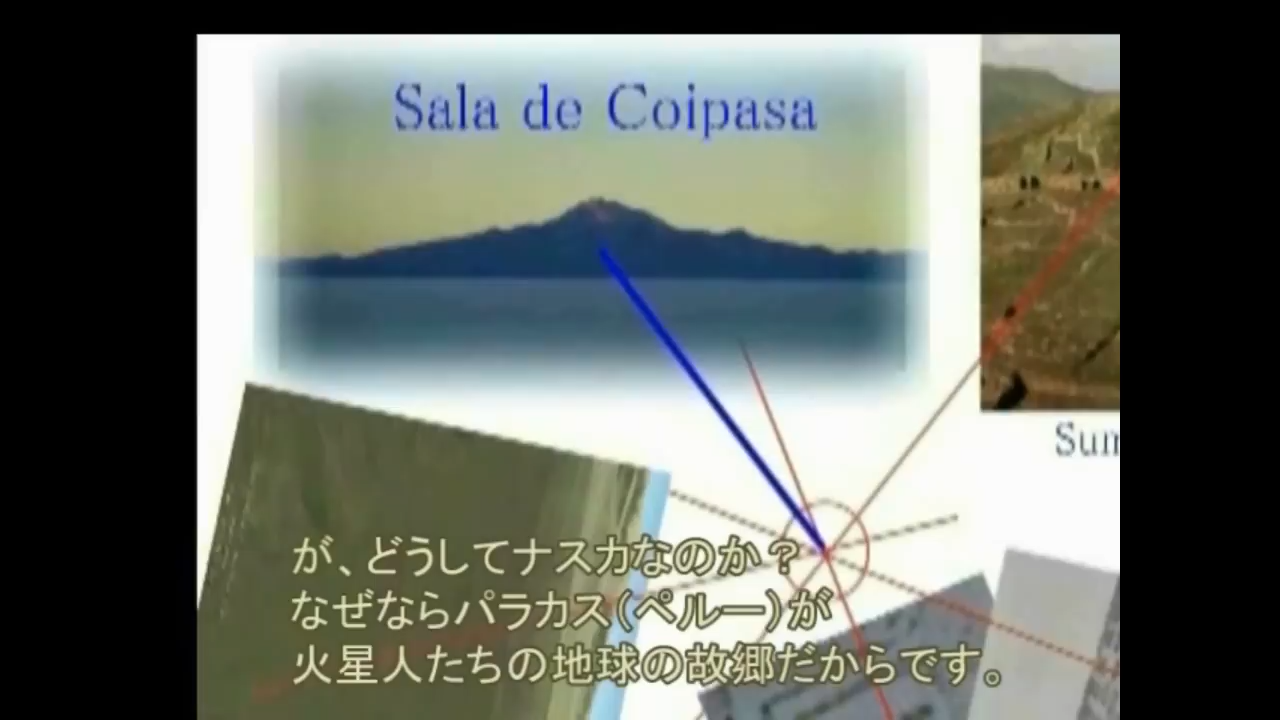 Sala de Coipasa
が、どうしてナスカなのか？
なぜならパラカス（ペルー）が
火星人たちの地球の故郷だからです。